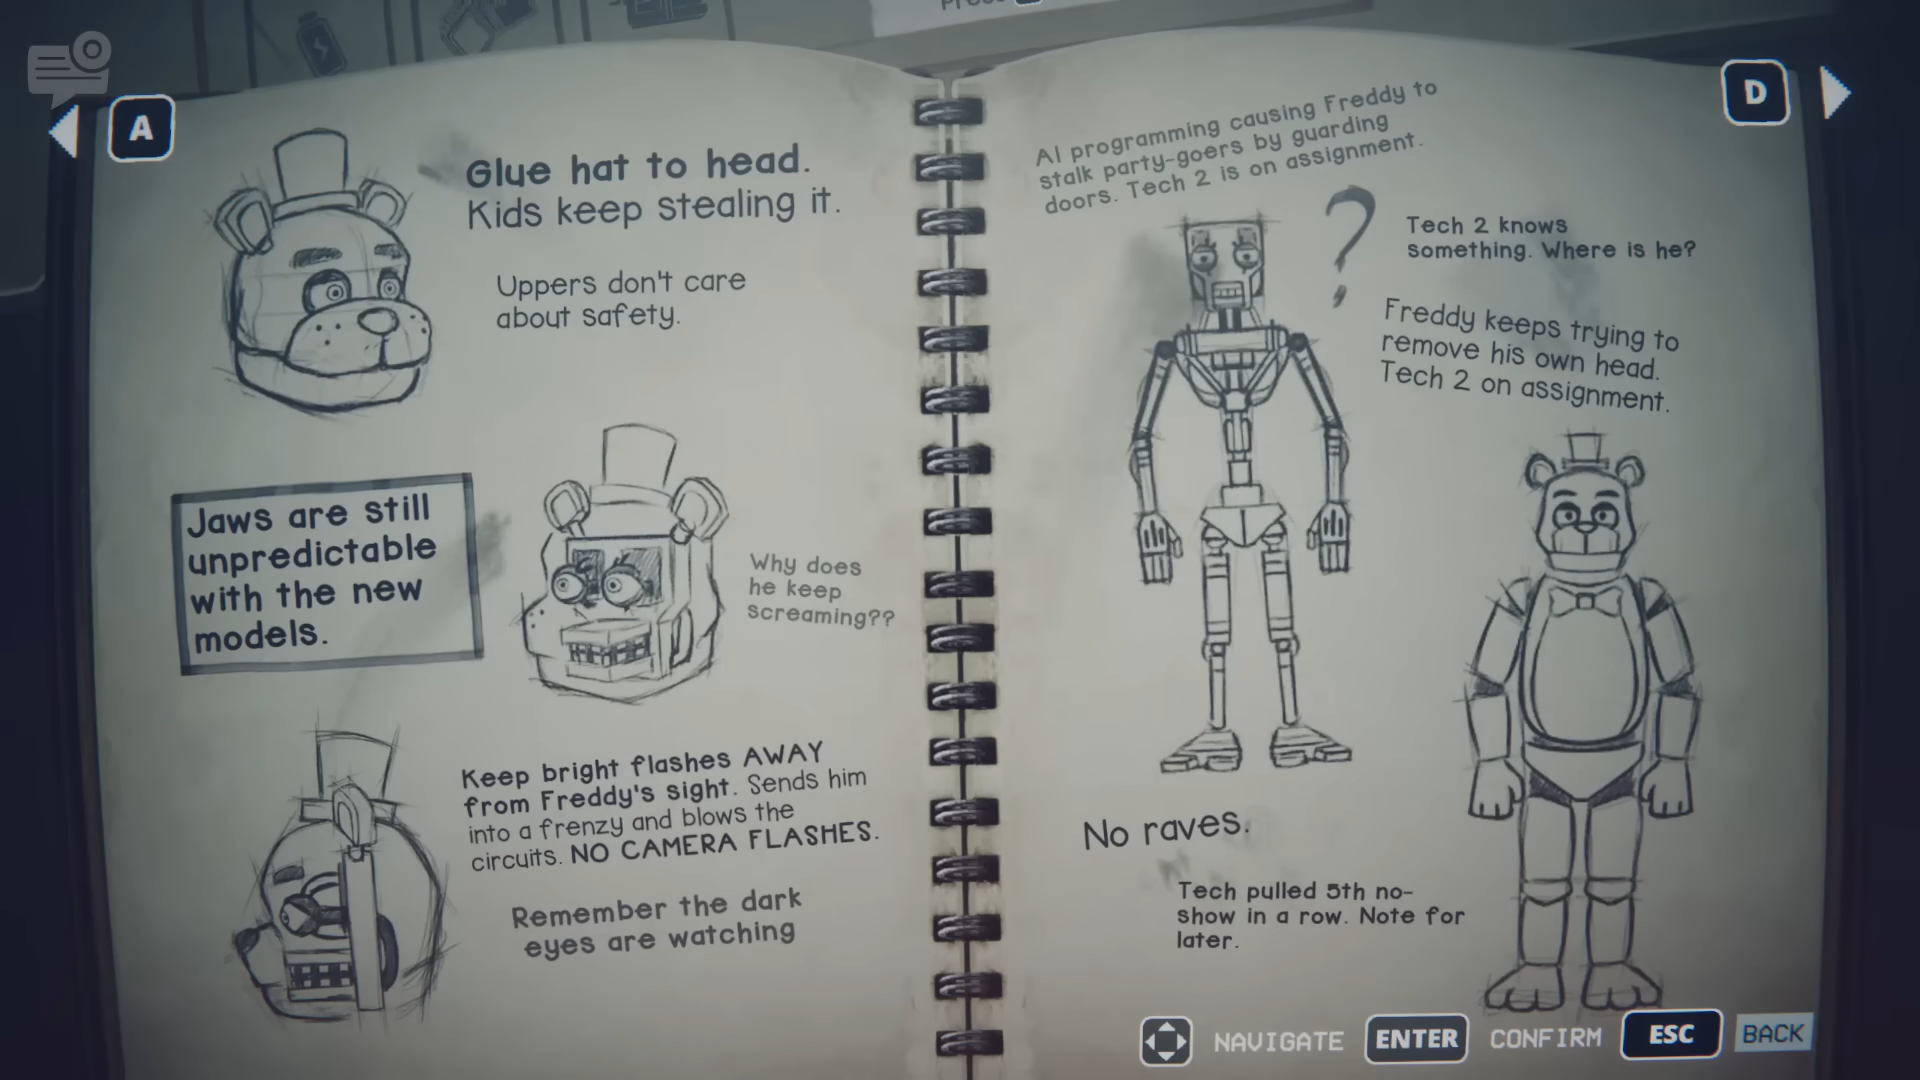 Press
A
D
Glue hat to head.
Kids keep stealing it.
Uppers don't care
about safety.
Jaws are still
unpredictable
with the new
models.
Why does
he keep
screaming??
Keep bright flashes AWAY
from Freddy's sight. Sends him
into a frenzy and blows the
circuits. NO CAMERA FLASHES.
Remember the dark
eyes are watching
AI programming causing Freddy to
stalk party-goers by guarding
doors. Tech 2 is on assignment.
?
Tech 2 knows
something. Where is he?
Freddy keeps trying to
remove his own head.
Tech 2 on assignment.
No raves.
Tech pulled 5th no-
show in a row. Note for
later.
NAVIGATE ENTER CONFIRM ESC BACK